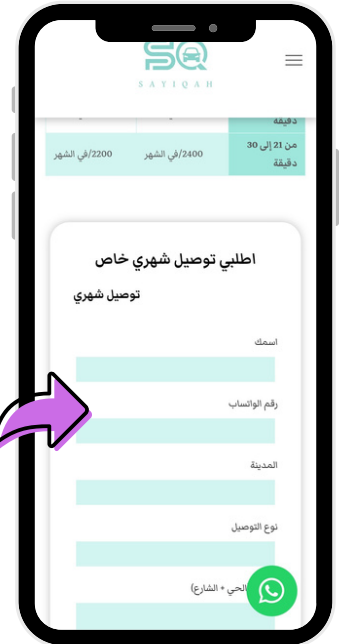 SQ
SAYIQAH
دقيقة
من 21 إلى 30 دقيقة
2400/في الشهر
2200/في الشهر
اطلبي توصيل شهري خاص
توصيل شهري
اسمك
رقم الواتساب
المدينة
نوع التوصيل
الحي + الشارع)